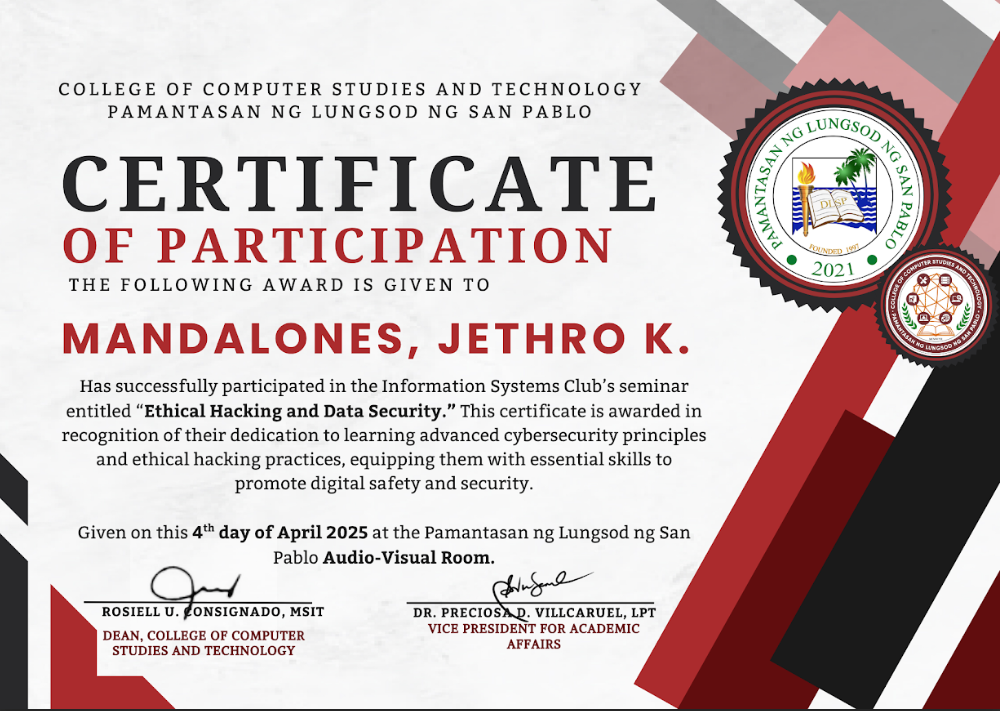 COLLEGE OF COMPUTER STUDIES AND TECHNOLOGY
PAMANTASAN NG LUNGSOD NG SAN PABLO
CERTIFICATE
OF PARTICIPATION
THE FOLLOWING AWARD IS GIVEN TO
MANDALONES, JETHRO K.
Has successfully participated in the Information Systems Club’s seminar
entitled “Ethical Hacking and Data Security.” This certificate is awarded in
recognition of their dedication to learning advanced cybersecurity principles
and ethical hacking practices, equipping them with essential skills to
promote digital safety and security.
Given on this 4th day of April 2025 at the Pamantasan ng Lungsod ng San
Pablo Audio-Visual Room.
ROSIELL U. CONSIGNADO, MSIT
DEAN, COLLEGE OF COMPUTER
STUDIES AND TECHNOLOGY
DR. PRECIOSA D. VILLCARUEL, LPT
VICE PRESIDENT FOR ACADEMIC
AFFAIRS
PAMANTASAN NG LUNGSOD NG SAN PABLO
DLSP
FOUNDED 1997
2021
COLLEGE OF COMPUTER STUDIES AND TECHNOLOGY
PAMANTASAN NG LUNGSOD NG SAN PABLO